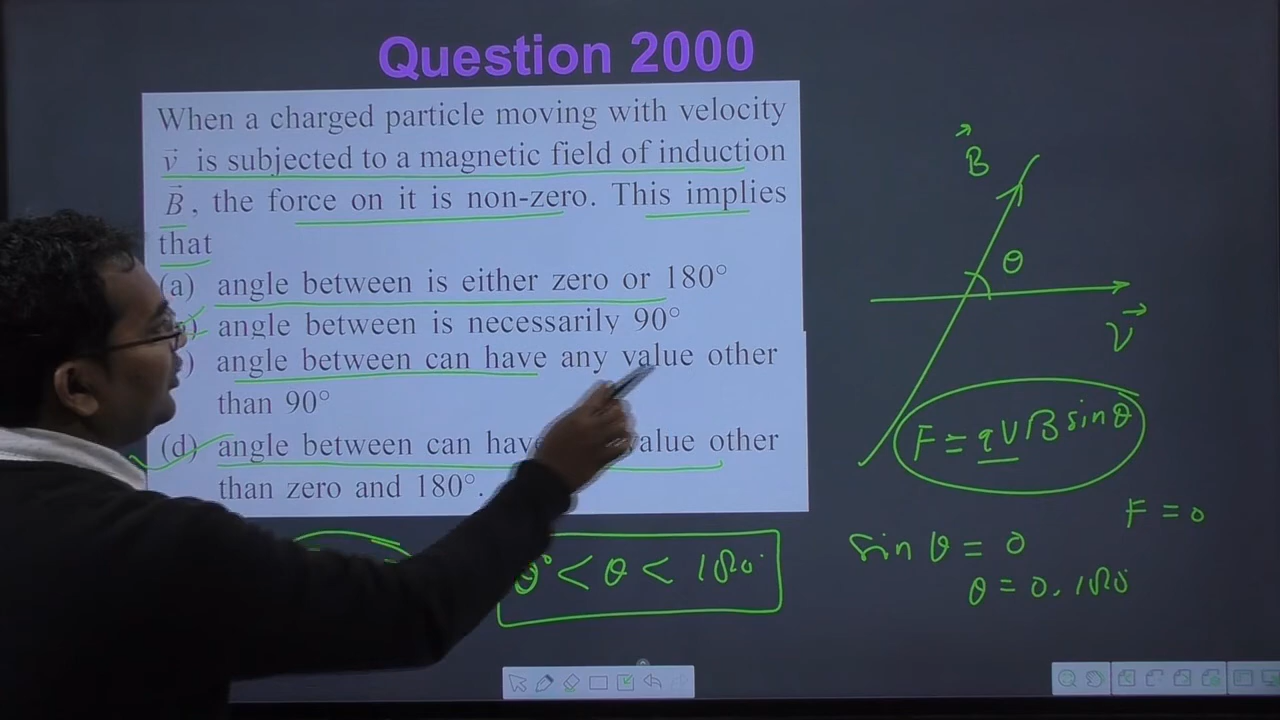 Question 2000
When a charged particle moving with velocity
v⃗ is subjected to a magnetic field of induction
B⃗, the force on it is non-zero. This implies
that
(a) angle between is either zero or 180°
angle between is necessarily 90°
angle between can have any value other
than 90°
(d) angle between can have value other
than zero and 180°.
0° < θ < 180°
B⃗
θ
V⃗
F = qVB sinθ
F = 0
sin θ = 0
θ = 0, 180°